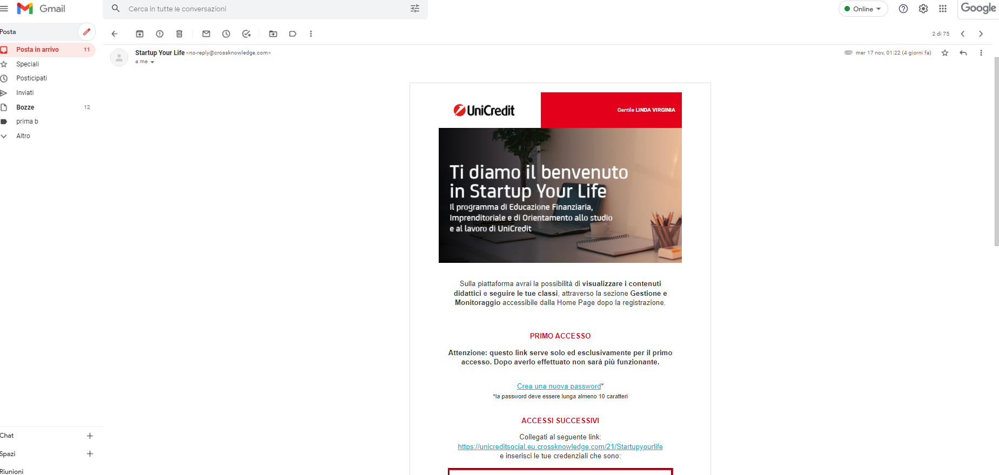 Gmail
Cerca in tutte le conversazioni
Online
Google
Posta
2 di 75
Posta in arrivo 11
Speciali
Posticipati
Inviati
Bozze 12
prima b
Altro
Startup Your Life <no-reply@crossknowledge.com>
mer 17 nov, 01:22 (4 giorni fa)
a me
UniCredit
Gentile LINDA VIRGINIA
Ti diamo il benvenuto
in Startup Your Life
Il programma di Educazione Finanziaria,
Imprenditoriale e di Orientamento allo studio
e al lavoro di UniCredit
Sulla piattaforma avrai la possibilità di visualizzare i contenuti
didattici e seguire le tue classi, attraverso la sezione Gestione e
Monitoraggio accessibile dalla Home Page dopo la registrazione.
PRIMO ACCESSO
Attenzione: questo link serve solo ed esclusivamente per il primo
accesso. Dopo averlo effettuato non sarà più funzionante.
Crea una nuova password*
*la password deve essere lunga almeno 10 caratteri
ACCESSI SUCCESSIVI
Collegati al seguente link:
https://unicreditsocial.eu.crossknowledge.com/21/Startupyourlife
e inserisci le tue credenziali che sono:
Chat
Spazi
Riunioni